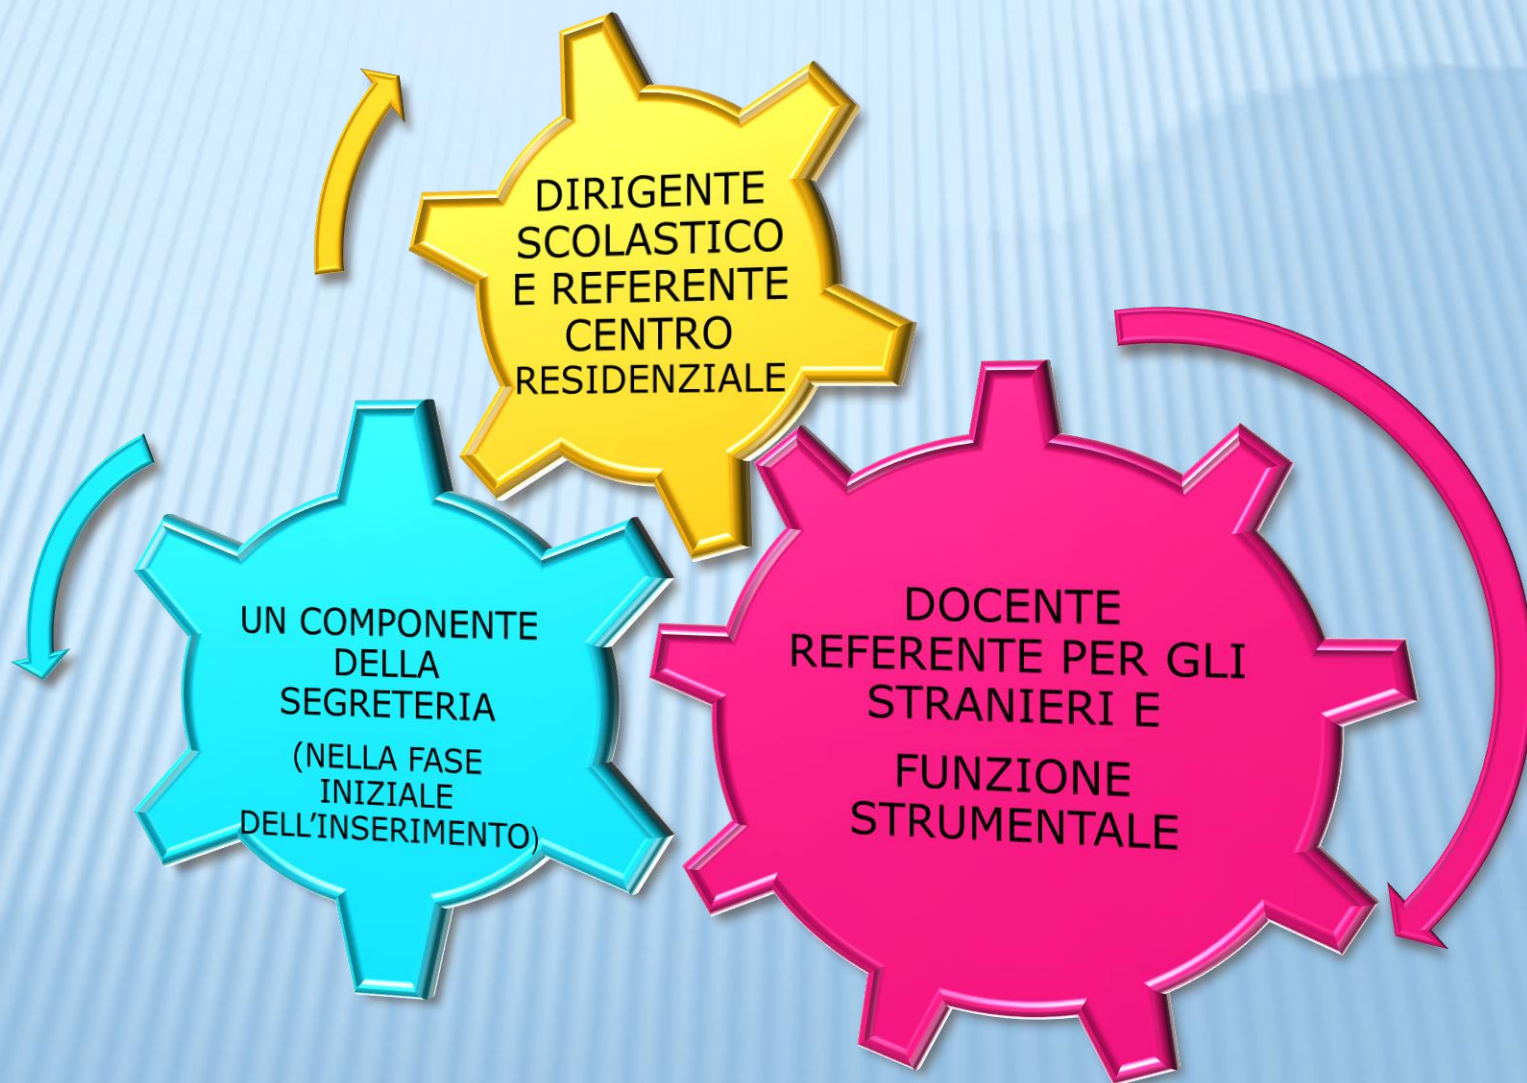 DIRIGENTE
SCOLASTICO
E REFERENTE
CENTRO
RESIDENZIALE
UN COMPONENTE
DELLA
SEGRETERIA
(NELLA FASE
INIZIALE
DELL'INSERIMENTO)
DOCENTE
REFERENTE PER GLI
STRANIERI E
FUNZIONE
STRUMENTALE